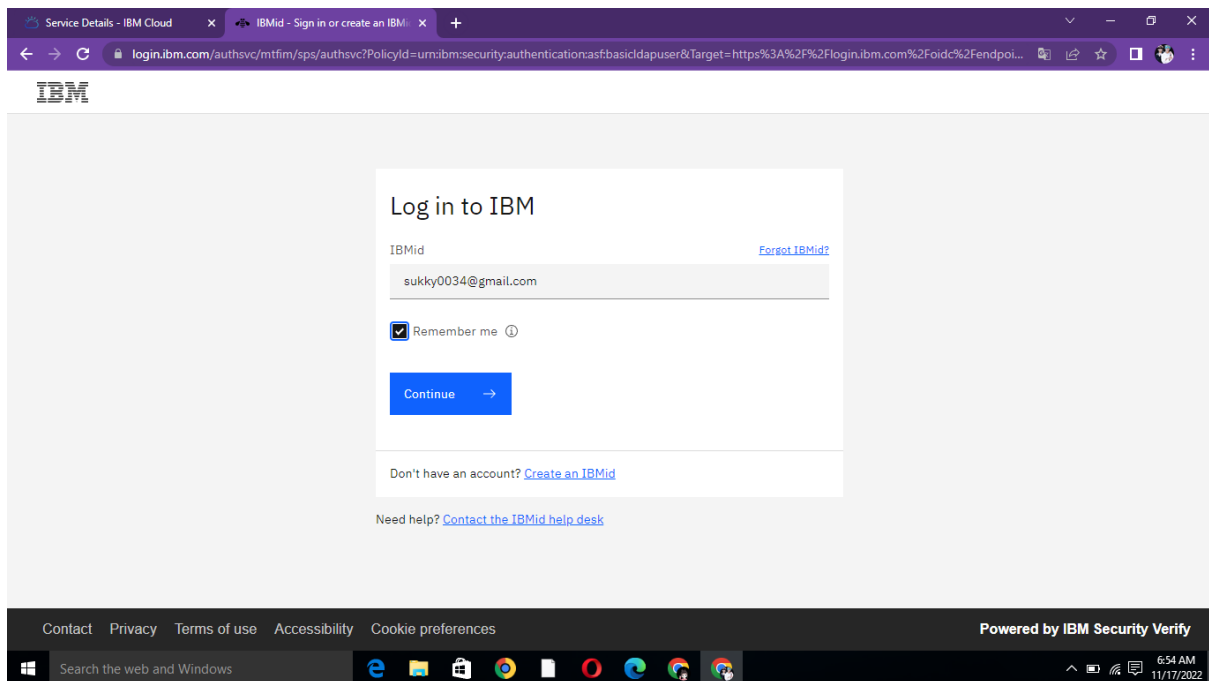 Service Details - IBM Cloud
IBMid - Sign in or create an IBMi
login.ibm.com/authsvc/mtfim/sps/authsvc?PolicyId=urn:ibm:security:authentication:asf:basicldapuser&Target=https%3A%2F%2Flogin.ibm.com%2Foidc%2Fendpoi...
IBM
Log in to IBM
IBMid Forgot IBMid?
sukky0034@gmail.com
Remember me
Continue
Don't have an account? Create an IBMid
Need help? Contact the IBMid help desk
Contact Privacy Terms of use Accessibility Cookie preferences Powered by IBM Security Verify
Search the web and Windows
6:54 AM
11/17/2022